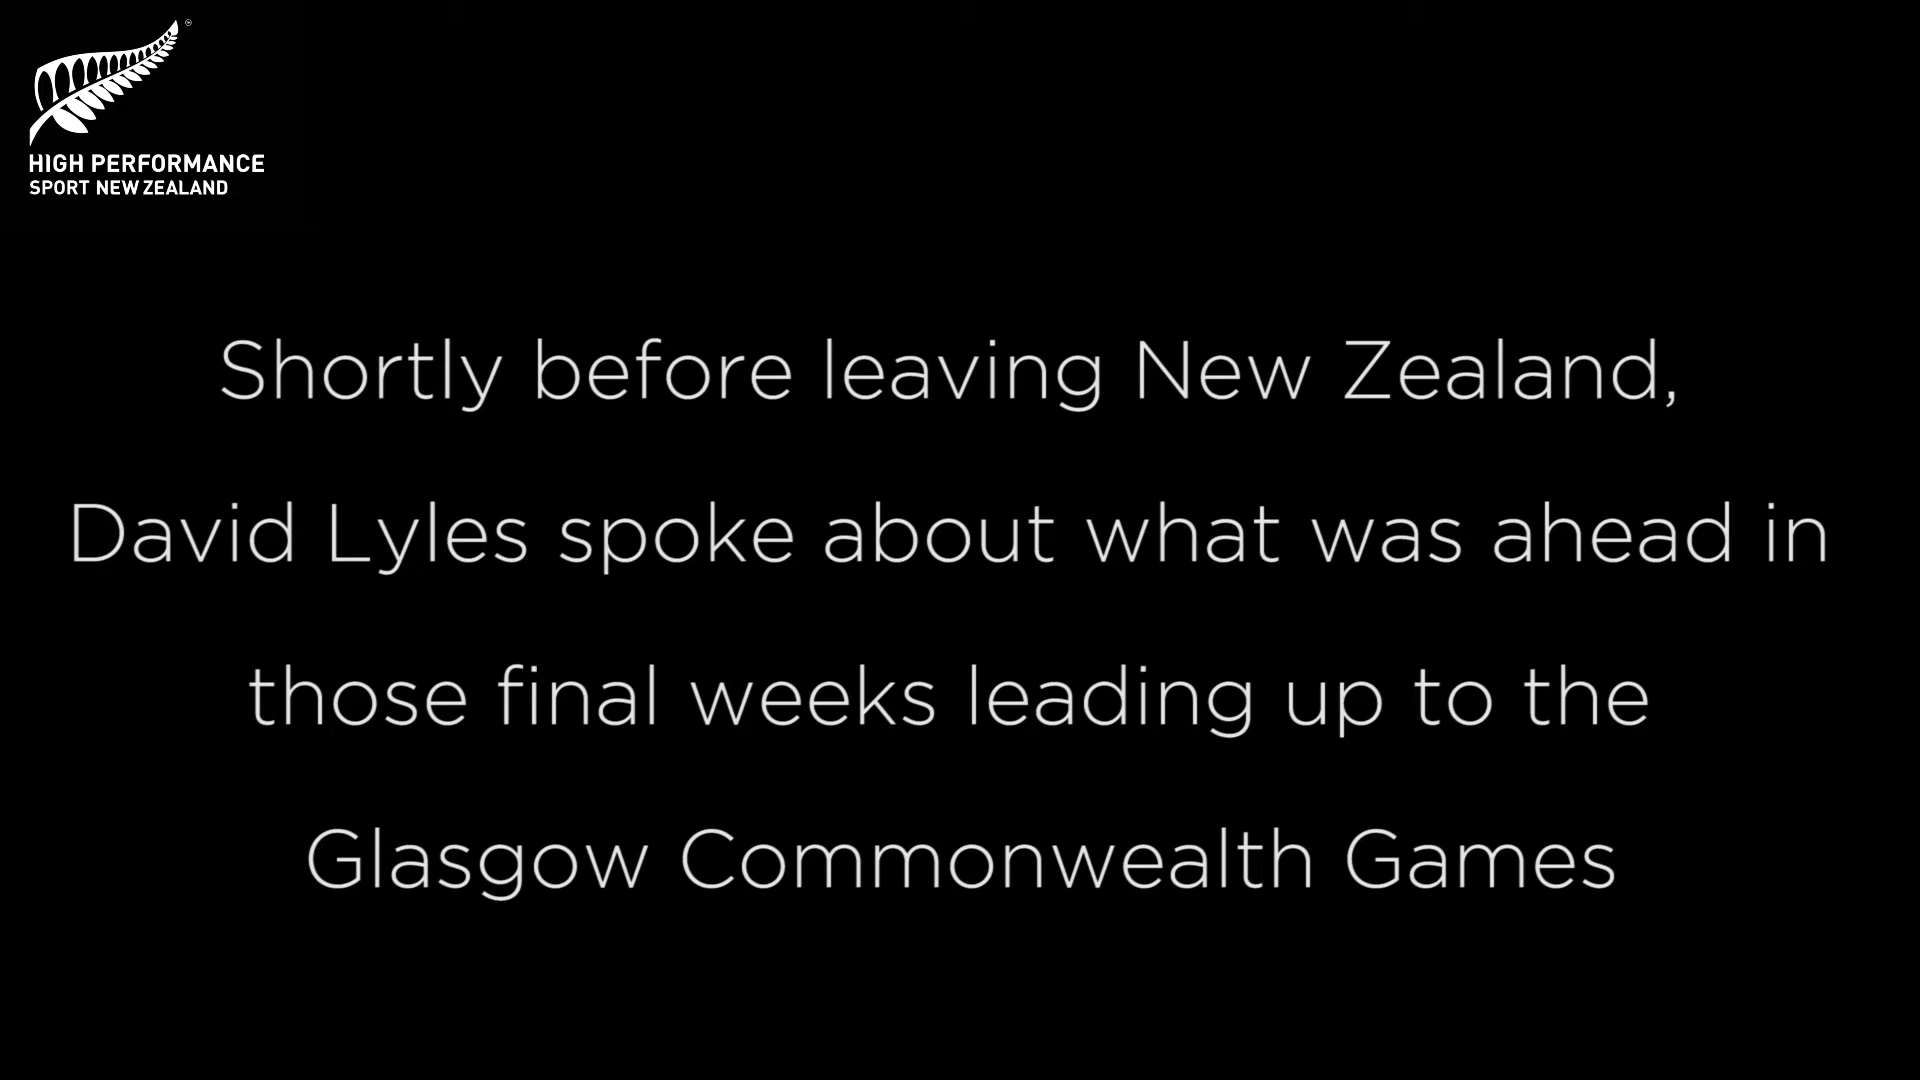 HIGH PERFORMANCE
SPORT NEW ZEALAND
Shortly before leaving New Zealand,
David Lyles spoke about what was ahead in
those final weeks leading up to the
Glasgow Commonwealth Games